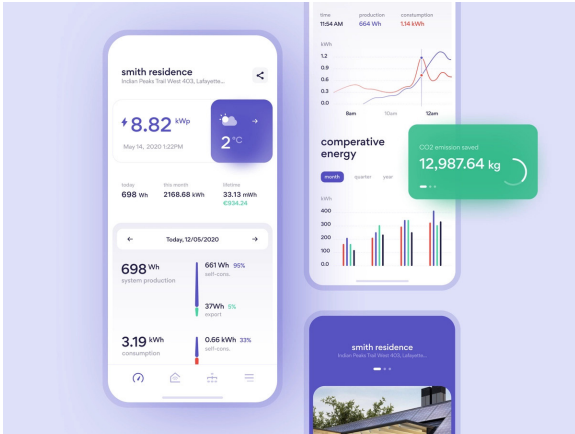 smith residence
Indian Peaks Trail West 403, Lafayette...
8.82 kWp
May 14, 2020 1:22PM
2°C
today
698 Wh
this month
2168.68 kWh
lifetime
33.13 mWh
€934.24
Today, 12/05/2020
698 Wh
system production
661 Wh 95%
self-cons.
37Wh 5%
export
3.19 kWh
consumption
0.66 kWh 33%
self-cons.
time
11:54 AM
production
664 Wh
constumption
1.14 kWh
kWh
1.2
0.9
0.6
0.3
0.0
8am
10am
12am
comperative
energy
month
quarter
year
kWh
400
300
200
100
0.0
CO2 emission saved
12,987.64 kg
smith residence
Indian Peaks Trail West 403, Lafayette...